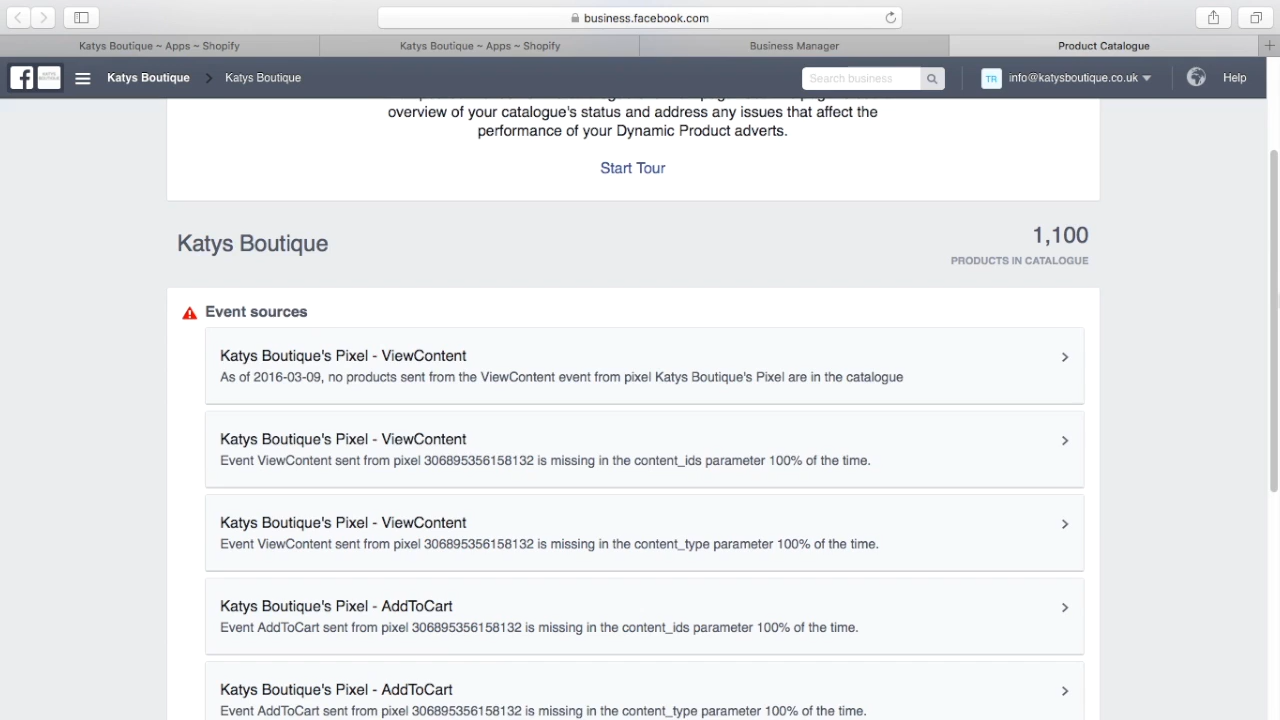 business.facebook.com
Katys Boutique ~ Apps ~ Shopify
Katys Boutique ~ Apps ~ Shopify
Business Manager
Product Catalogue
Katys Boutique
Katys Boutique
Search business
TR
info@katysboutique.co.uk
Help
overview of your catalogue's status and address any issues that affect the
performance of your Dynamic Product adverts.
Start Tour
Katys Boutique
1,100
PRODUCTS IN CATALOGUE
Event sources
Katys Boutique's Pixel - ViewContent
As of 2016-03-09, no products sent from the ViewContent event from pixel Katys Boutique's Pixel are in the catalogue
Katys Boutique's Pixel - ViewContent
Event ViewContent sent from pixel 306895356158132 is missing in the content_ids parameter 100% of the time.
Katys Boutique's Pixel - ViewContent
Event ViewContent sent from pixel 306895356158132 is missing in the content_type parameter 100% of the time.
Katys Boutique's Pixel - AddToCart
Event AddToCart sent from pixel 306895356158132 is missing in the content_ids parameter 100% of the time.
Katys Boutique's Pixel - AddToCart
Event AddToCart sent from pixel 306895356158132 is missing in the content_type parameter 100% of the time.